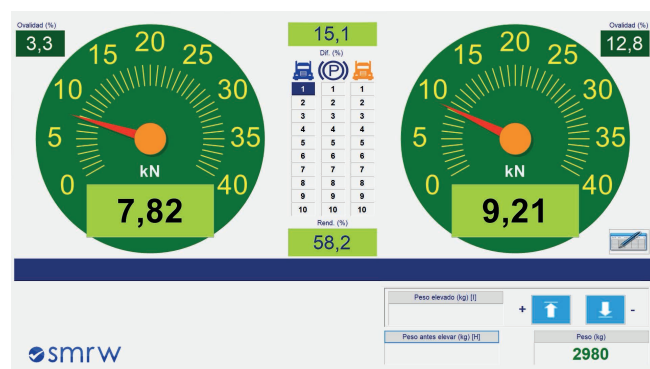 Ovalidad (%)
3,3
0
5
10
15
20
25
30
35
40
kN
7,82
15,1
Dif. (%)
(P)
1 1 1
2 2 2
3 3 3
4 4 4
5 5 5
6 6 6
7 7 7
8 8 8
9 9 9
10 10 10
Rend. (%)
58,2
Ovalidad (%)
12,8
0
5
10
15
20
25
30
35
40
kN
9,21
Peso elevado (kg) [I]
+ -
Peso antes elevar (kg) [H]
Peso (kg)
2980
smrw